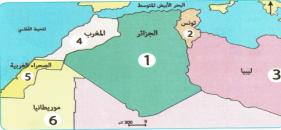 البحر الأبيض المتوسط
المحيط الأطلسي
المغرب
4
الجزائر
1
تونس
2
ليبيا
3
الصحراء الغربية
5
موريطانيا
6